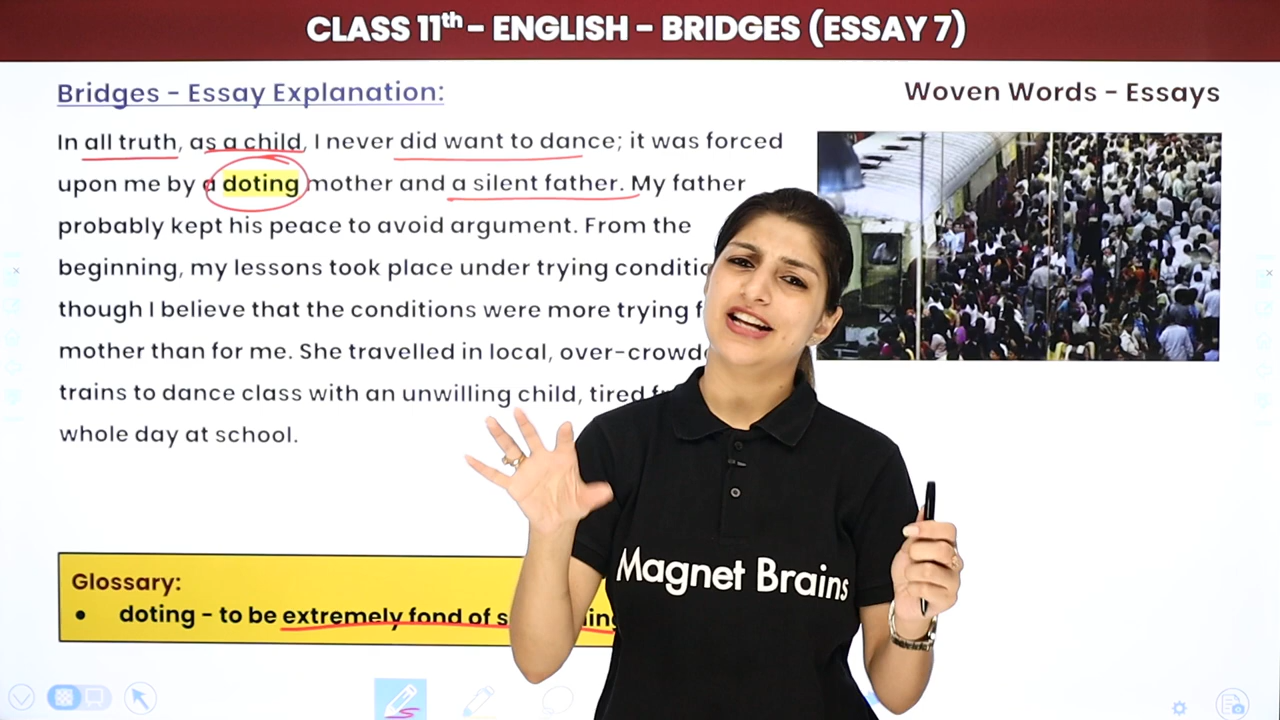 CLASS 11th - ENGLISH - BRIDGES (ESSAY 7)
Bridges - Essay Explanation:
Woven Words - Essays
In all truth, as a child, I never did want to dance; it was forced
upon me by a doting mother and a silent father. My father
probably kept his peace to avoid argument. From the
beginning, my lessons took place under trying
though I believe that the conditions were more trying
mother than for me. She travelled in local,
trains to dance class with an unwilling child, tired
whole day at school.
Glossary:
• doting - to be extremely fond of
Magnet Brains